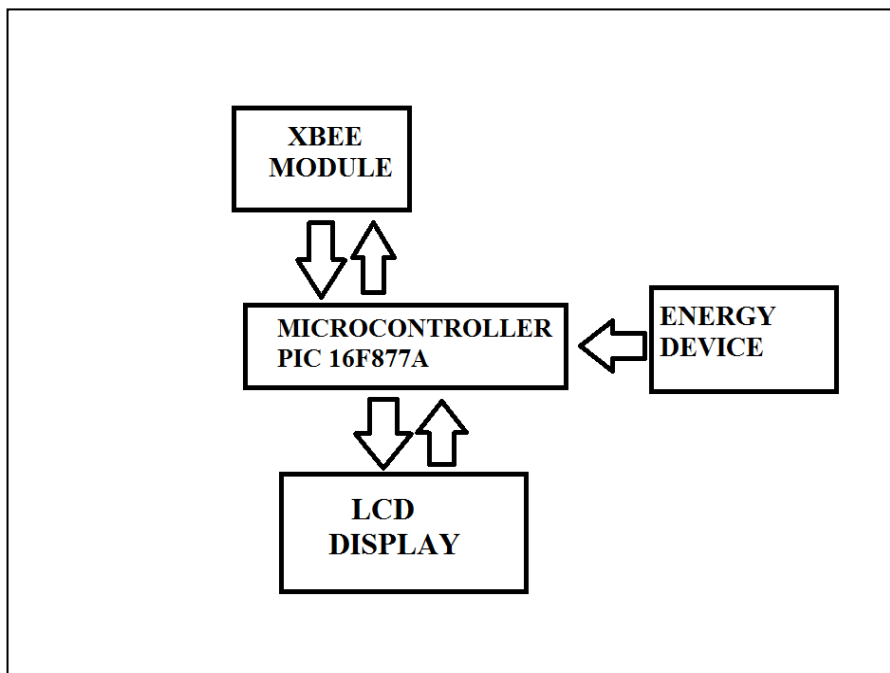 XBEE
MODULE
MICROCONTROLLER
PIC 16F877A
ENERGY
DEVICE
LCD
DISPLAY